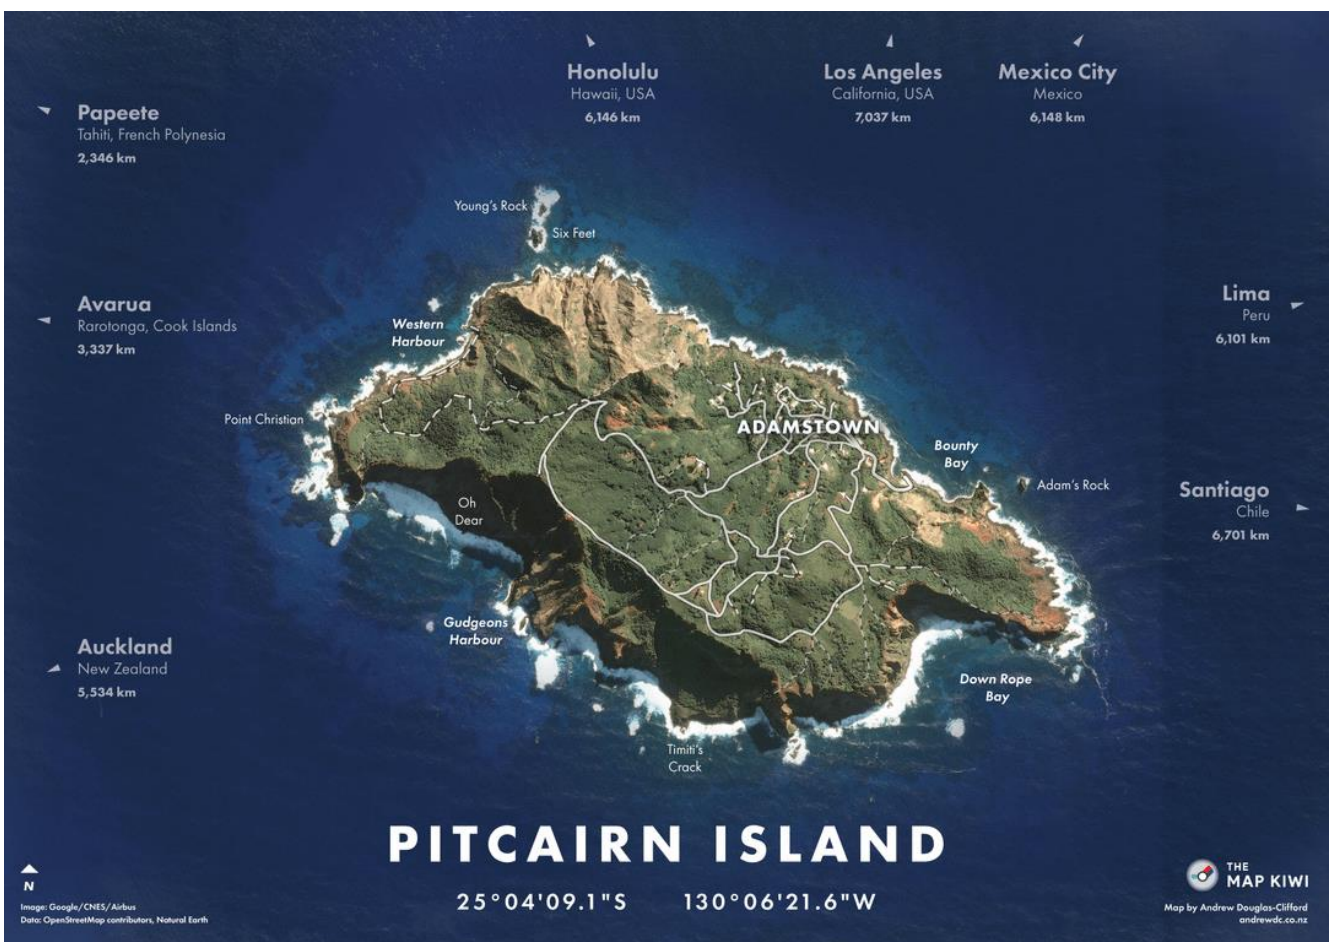 Honolulu
Hawaii, USA
6,146 km
Los Angeles
California, USA
7,037 km
Mexico City
Mexico
6,148 km
Papeete
Tahiti, French Polynesia
2,346 km
Young's Rock
Six Feet
Avarua
Rarotonga, Cook Islands
3,337 km
Western
Harbour
Lima
Peru
6,101 km
Point Christian
ADAMSTOWN
Bounty
Bay
Adam's Rock
Santiago
Chile
6,701 km
Oh
Dear
Gudgeons
Harbour
Auckland
New Zealand
5,534 km
Down Rope
Bay
Timiti's
Crack
PITCAIRN ISLAND
25°04'09.1"S 130°06'21.6"W
N
Image: Google/CNES/Airbus
Data: OpenStreetMap contributors, Natural Earth
THE
MAP KIWI
Map by Andrew Douglas-Clifford
andrewdc.co.nz